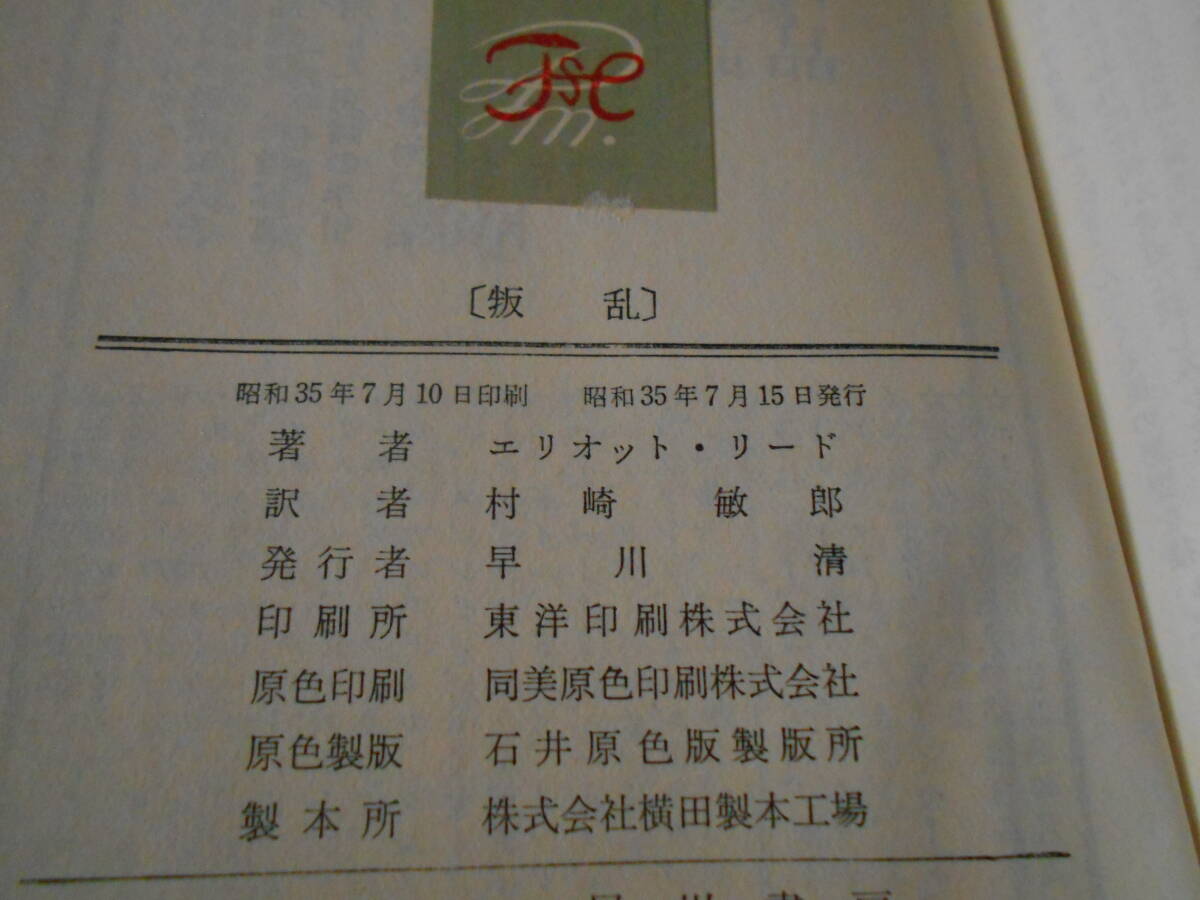 〔叛乱〕
昭和35年7月10日印刷 昭和35年7月15日発行
著者 エリオット・リード
訳者 村崎敏郎
発行者 早川清
印刷所 東洋印刷株式会社
原色印刷 同美原色印刷株式会社
原色製版 石井原色版製版所
製本所 株式会社横田製本工場